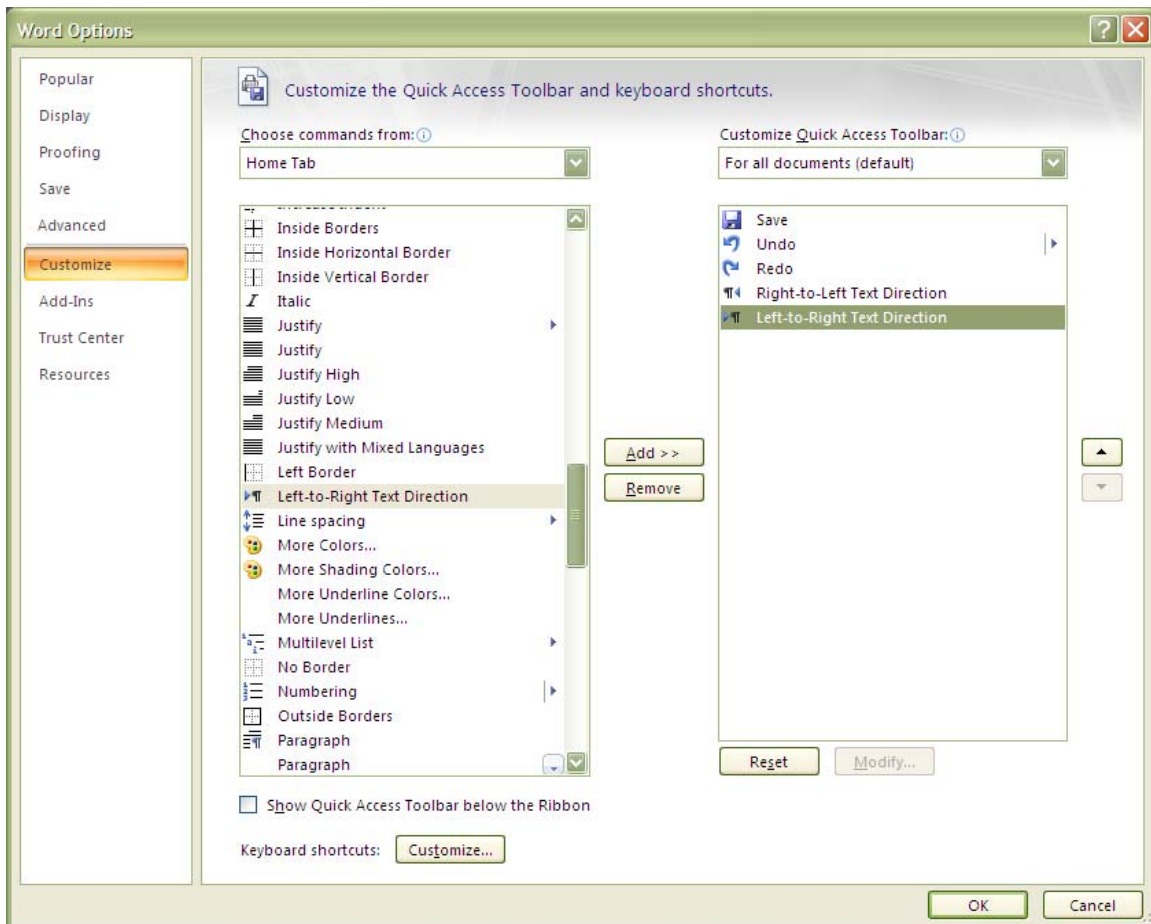 Word Options
Popular
Display
Proofing
Save
Advanced
Customize
Add-Ins
Trust Center
Resources
Customize the Quick Access Toolbar and keyboard shortcuts.
Choose commands from:
Home Tab
Inside Borders
Inside Horizontal Border
Inside Vertical Border
Italic
Justify
Justify
Justify High
Justify Low
Justify Medium
Justify with Mixed Languages
Left Border
Left-to-Right Text Direction
Line spacing
More Colors...
More Shading Colors...
More Underline Colors...
More Underlines...
Multilevel List
No Border
Numbering
Outside Borders
Paragraph
Paragraph
Add >>
Remove
Customize Quick Access Toolbar:
For all documents (default)
Save
Undo
Redo
Right-to-Left Text Direction
Left-to-Right Text Direction
Reset
Modify...
Show Quick Access Toolbar below the Ribbon
Keyboard shortcuts:
Customize...
OK
Cancel